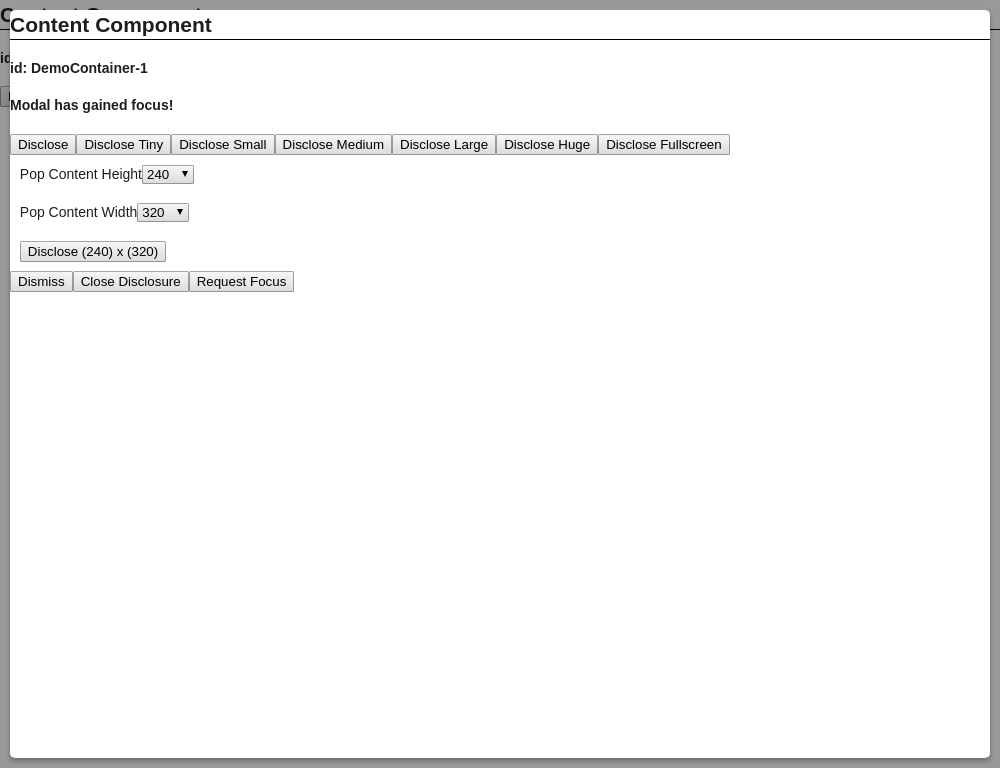 Content Component
id: DemoContainer-1
Modal has gained focus!
Disclose Disclose Tiny Disclose Small Disclose Medium Disclose Large Disclose Huge Disclose Fullscreen
Pop Content Height 240
Pop Content Width 320
Disclose (240) x (320)
Dismiss Close Disclosure Request Focus